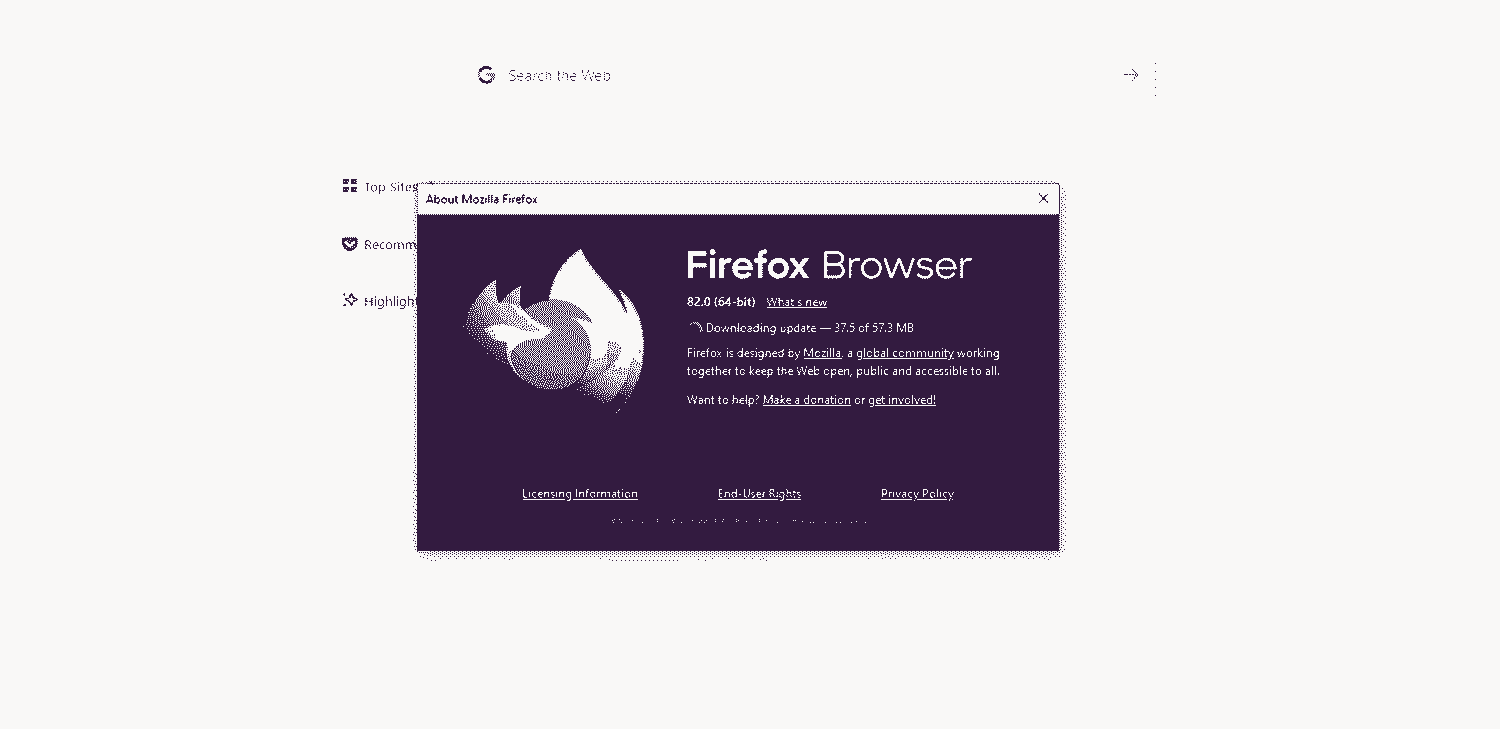 Search the Web
Top Sites
About Mozilla Firefox
Firefox Browser
82.0 (64-bit) What's new
Downloading update — 37.5 of 57.3 MB
Firefox is designed by Mozilla, a global community working
together to keep the Web open, public and accessible to all.
Want to help? Make a donation or get involved!
Licensing Information End-User Rights Privacy Policy